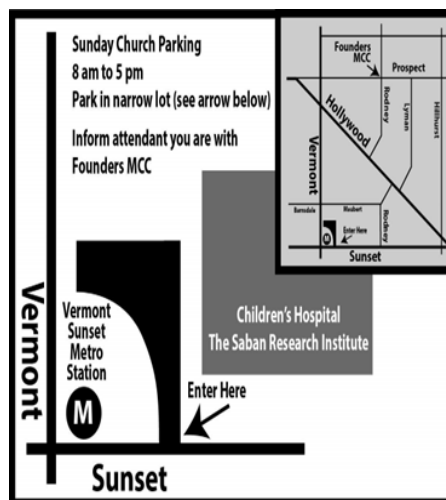 Sunday Church Parking
8 am to 5 pm
Park in narrow lot (see arrow below)
Inform attendant you are with
Founders MCC
Founders
MCC
Prospect
Rodney
Lyman
Hillhurst
Hollywood
Vermont
Barnsdale
Maubert
Rodney
Enter Here
M
Sunset
Vermont
Vermont
Sunset
Metro
Station
M
Children's Hospital
The Saban Research Institute
Enter Here
Sunset